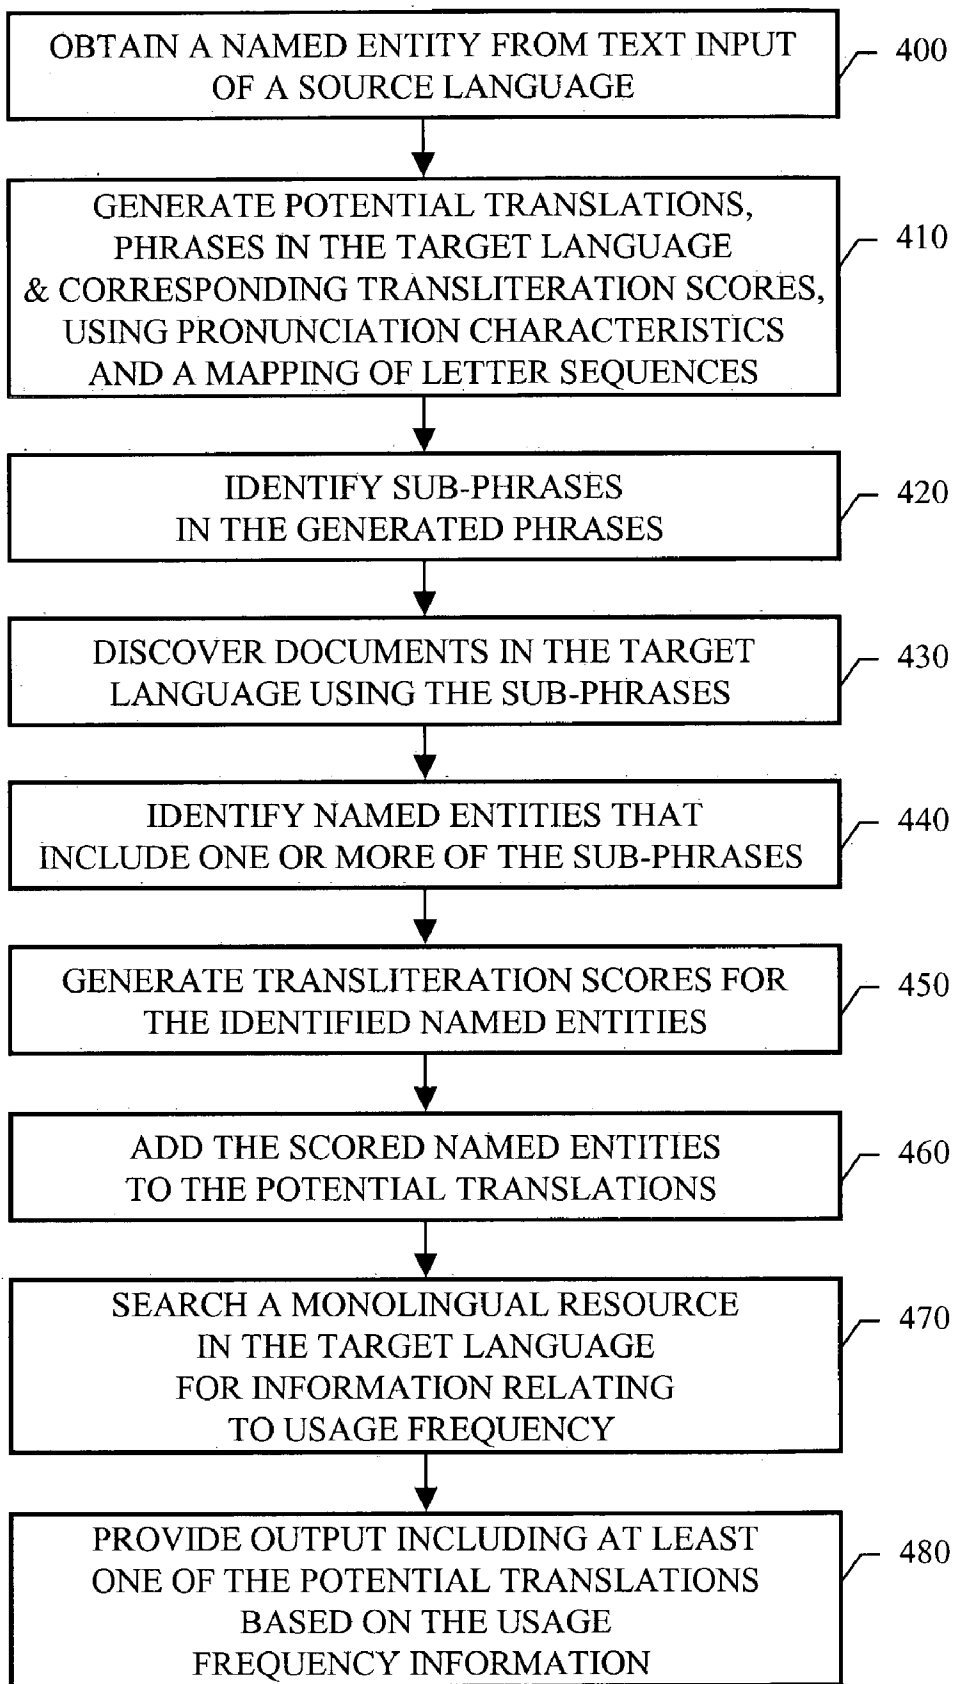 OBTAIN A NAMED ENTITY FROM TEXT INPUT
OF A SOURCE LANGUAGE
400
GENERATE POTENTIAL TRANSLATIONS,
PHRASES IN THE TARGET LANGUAGE
& CORRESPONDING TRANSLITERATION SCORES,
USING PRONUNCIATION CHARACTERISTICS
AND A MAPPING OF LETTER SEQUENCES
410
IDENTIFY SUB-PHRASES
IN THE GENERATED PHRASES
420
DISCOVER DOCUMENTS IN THE TARGET
LANGUAGE USING THE SUB-PHRASES
430
IDENTIFY NAMED ENTITIES THAT
INCLUDE ONE OR MORE OF THE SUB-PHRASES
440
GENERATE TRANSLITERATION SCORES FOR
THE IDENTIFIED NAMED ENTITIES
450
ADD THE SCORED NAMED ENTITIES
TO THE POTENTIAL TRANSLATIONS
460
SEARCH A MONOLINGUAL RESOURCE
IN THE TARGET LANGUAGE
FOR INFORMATION RELATING
TO USAGE FREQUENCY
470
PROVIDE OUTPUT INCLUDING AT LEAST
ONE OF THE POTENTIAL TRANSLATIONS
BASED ON THE USAGE
FREQUENCY INFORMATION
480